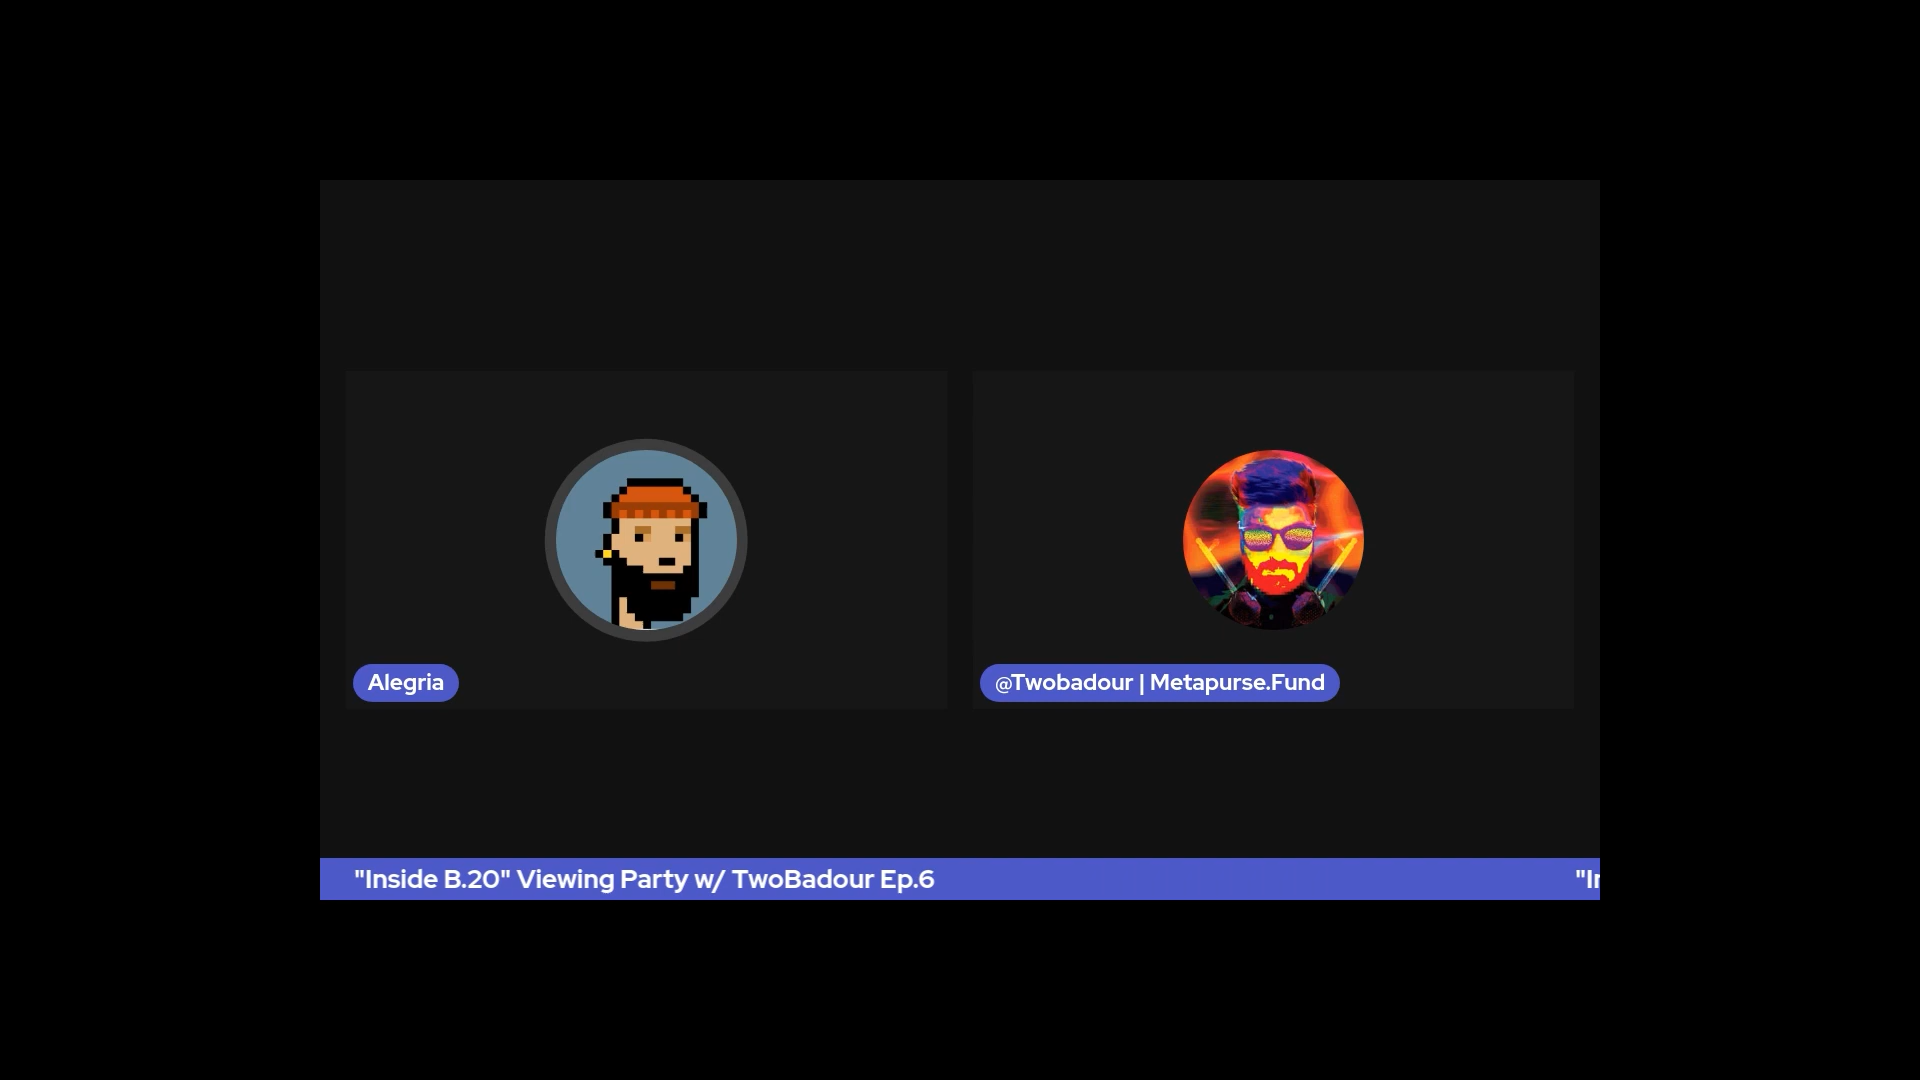 Alegria
@Twobadour | Metapurse.Fund
"Inside B.20" Viewing Party w/ TwoBadour Ep.6